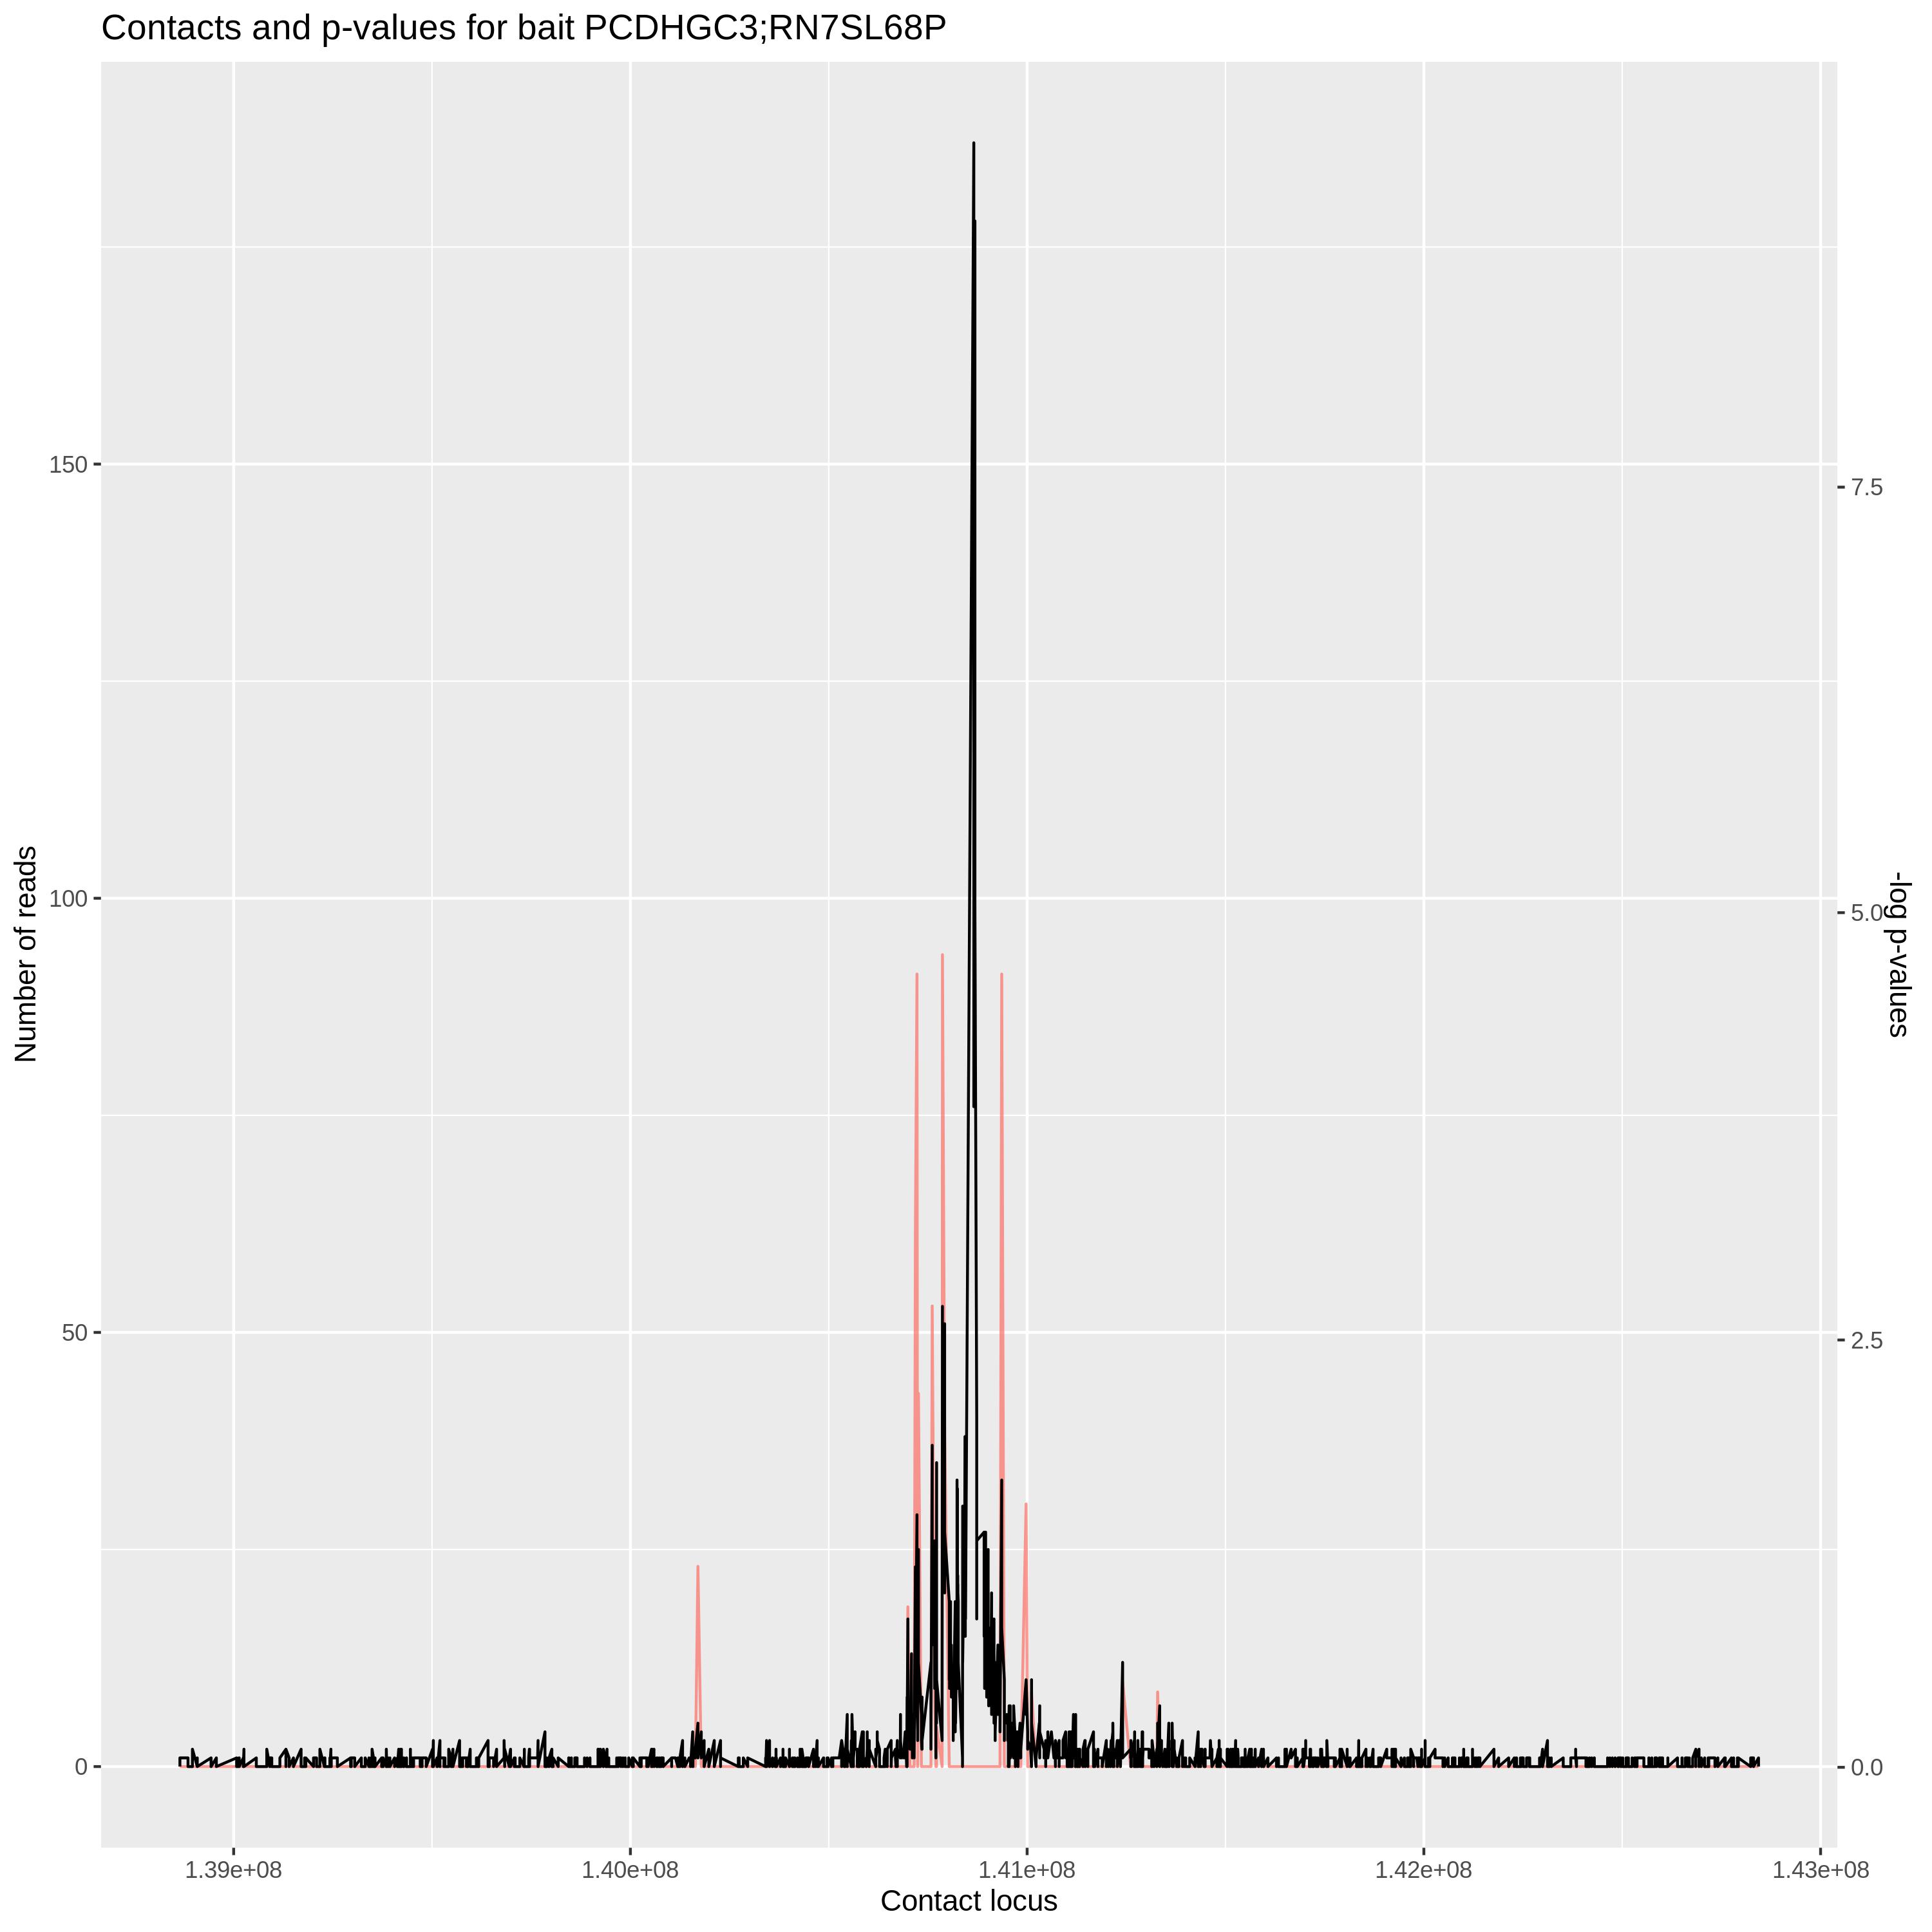 Contacts and p-values for bait PCDHGC3;RN7SL68P
150
100
50
0
Number of reads
7.5
5.0
2.5
0.0
-log p-values
1.39e+08
1.40e+08
1.41e+08
1.42e+08
1.43e+08
Contact locus